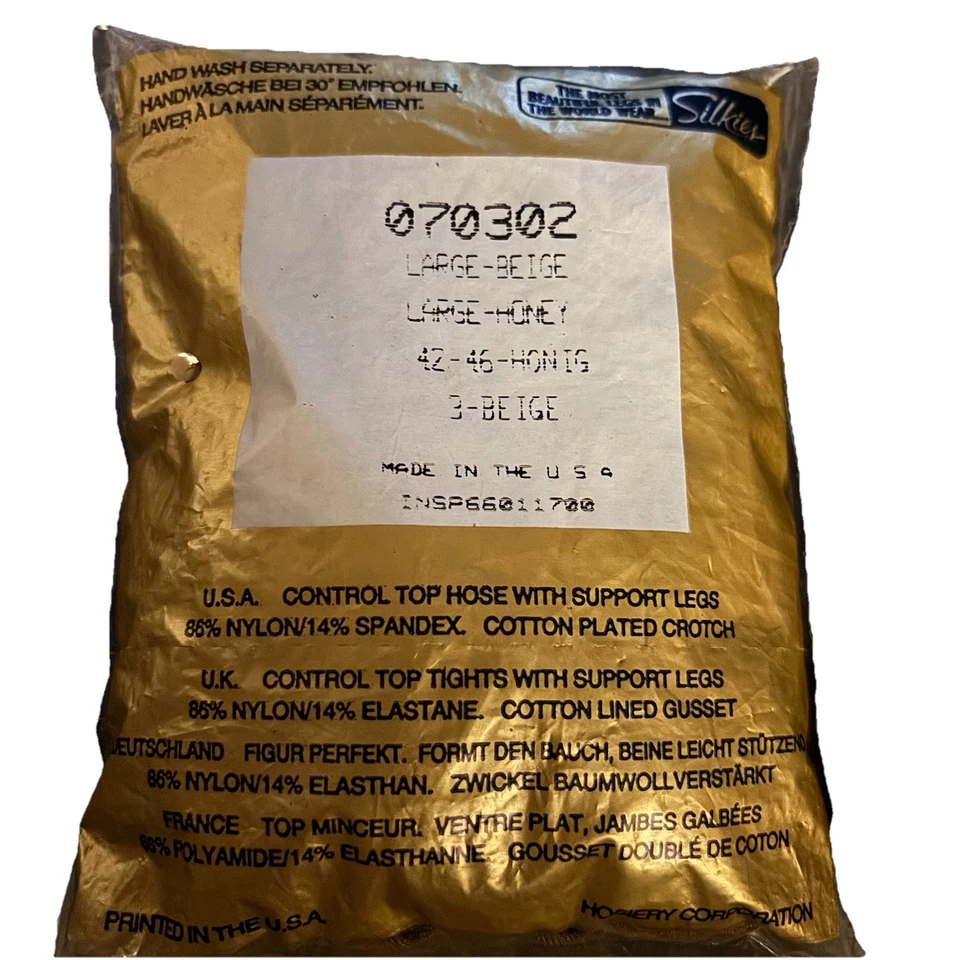 HAND WASH SEPARATELY.
HANDWÄSCHE BEI 30° EMPFOHLEN.
LAVER À LA MAIN SÉPARÉMENT.
THE MOST
BEAUTIFUL LEGS IN
THE WORLD WEAR...
Silkies
070302
LARGE-BEIGE
LARGE-HONEY
42-46-HONIG
3-BEIGE
MADE IN THE U S A
INSP66011700
U.S.A. CONTROL TOP HOSE WITH SUPPORT LEGS
86% NYLON/14% SPANDEX. COTTON PLATED CROTCH
U.K. CONTROL TOP TIGHTS WITH SUPPORT LEGS
86% NYLON/14% ELASTANE. COTTON LINED GUSSET
DEUTSCHLAND FIGUR PERFEKT. FORMT DEN BAUCH, BEINE LEICHT STÜTZEND
86% NYLON/14% ELASTHAN. ZWICKEL BAUMWOLLVERSTÄRKT
FRANCE TOP MINCEUR. VENTRE PLAT, JAMBES GALBÉES
86% POLYAMIDE/14% ELASTHANNE. GOUSSET DOUBLÉ DE COTON
PRINTED IN THE U.S.A.
HOSIERY CORPORATION